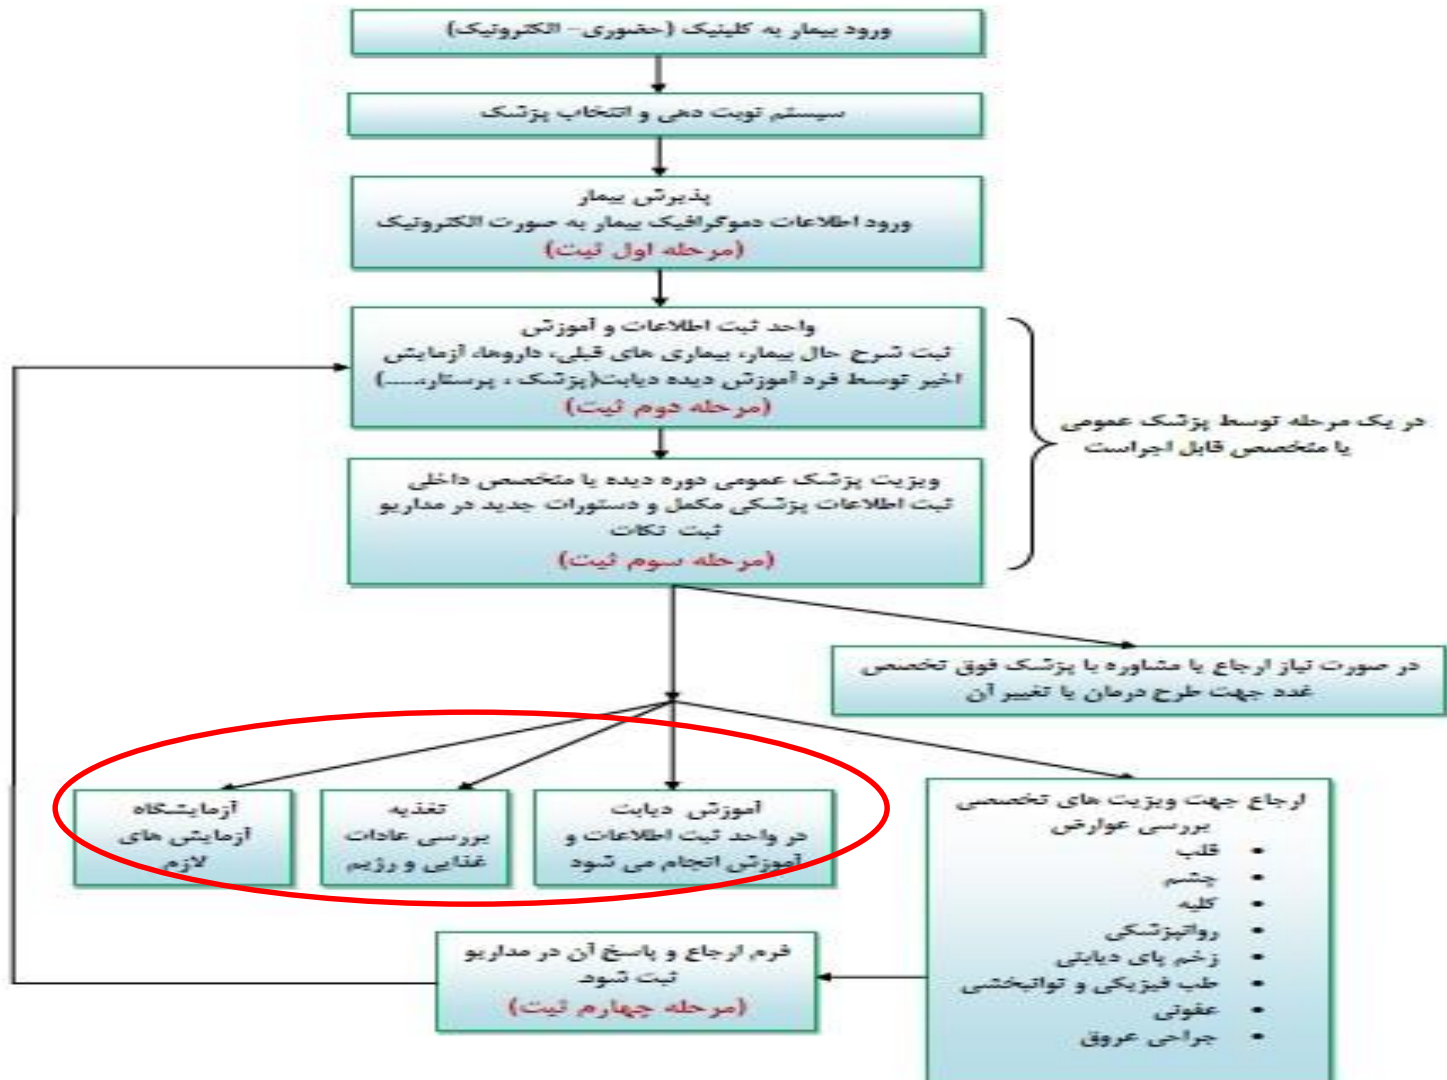 ورود بیمار به کلینیک (حضوری- الکترونیک)
سیستم نوبت دهی و انتخاب پزشک
پذیرش بیمار
ورود اطلاعات دموگرافیک بیمار به صورت الکترونیک
(مرحله اول ثبت)
واحد ثبت اطلاعات و آموزش
ثبت شرح حال بیمار، بیماری های قبلی، داروها، آزمایش
اخیر توسط فرد آموزش دیده دیابت(پزشک ، پرستار،.....)
(مرحله دوم ثبت)
در یک مرحله توسط پزشک عمومی
یا متخصص قابل اجراست
ویزیت پزشک عمومی دوره دیده یا متخصص داخلی
ثبت اطلاعات پزشکی مکمل و دستورات جدید در مداریو
ثبت نکات
(مرحله سوم ثبت)
در صورت نیاز ارجاع یا مشاوره با پزشک فوق تخصص
غدد جهت طرح درمان یا تغییر آن
ارجاع جهت ویزیت های تخصصی
بررسی عوارض
• قلب
• چشم
• کلیه
• روانپزشکی
• زخم پای دیابتی
• طب فیزیکی و توانبخشی
• عفونی
• جراحی عروق
آموزش دیابت
در واحد ثبت اطلاعات و
آموزش انجام می شود
تغذیه
بررسی عادات
غذایی و رژیم
آزمایشگاه
آزمایش های
لازم
فرم ارجاع و پاسخ آن در مداریو
ثبت شود
(مرحله چهارم ثبت)